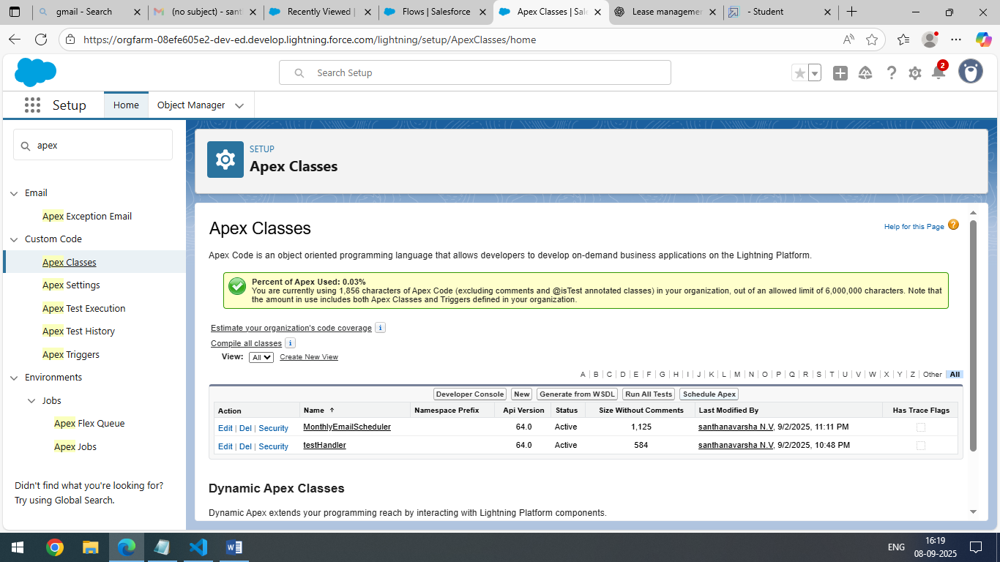 gmail - Search
(no subject) - sant
Recently Viewed |
Flows | Salesforce
Apex Classes | Sal
Lease managemen
- Student
https://orgfarm-08efe605e2-dev-ed.develop.lightning.force.com/lightning/setup/ApexClasses/home
Search Setup
2
Setup
Home
Object Manager
apex
Email
Apex Exception Email
Custom Code
Apex Classes
Apex Settings
Apex Test Execution
Apex Test History
Apex Triggers
Environments
Jobs
Apex Flex Queue
Apex Jobs
Didn't find what you're looking for?
Try using Global Search.
SETUP
Apex Classes
Apex Classes
Help for this Page
Apex Code is an object oriented programming language that allows developers to develop on-demand business applications on the Lightning Platform.
Percent of Apex Used: 0.03%
You are currently using 1,856 characters of Apex Code (excluding comments and @isTest annotated classes) in your organization, out of an allowed limit of 6,000,000 characters. Note that
the amount in use includes both Apex Classes and Triggers defined in your organization.
Estimate your organization's code coverage i
Compile all classes i
View: All Create New View
A | B | C | D | E | F | G | H | I | J | K | L | M | N | O | P | Q | R | S | T | U | V | W | X | Y | Z | Other | All
Developer Console New Generate from WSDL Run All Tests Schedule Apex
Action Name ↑ Namespace Prefix Api Version Status Size Without Comments Last Modified By Has Trace Flags
Edit | Del | Security MonthlyEmailScheduler 64.0 Active 1,125 santhanavarsha N.V, 9/2/2025, 11:11 PM
Edit | Del | Security testHandler 64.0 Active 584 santhanavarsha N.V, 9/2/2025, 10:48 PM
Dynamic Apex Classes
Dynamic Apex extends your programming reach by interacting with Lightning Platform components.
ENG
16:19
08-09-2025